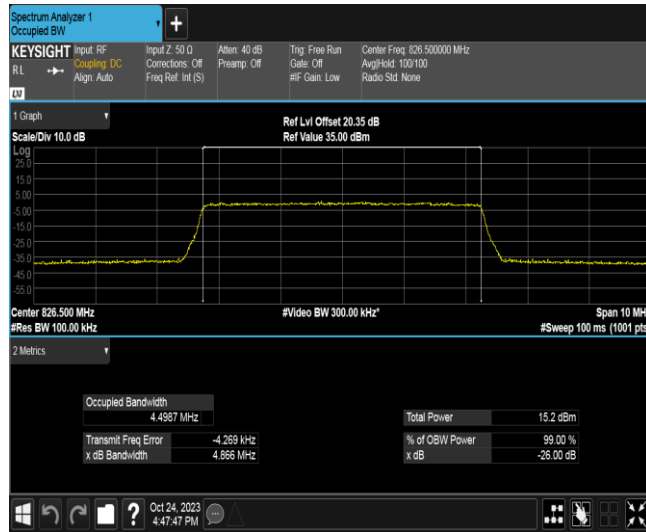 Spectrum Analyzer 1
Occupied BW
+
KEYSIGHT
RL
LXI
Input: RF
Coupling: DC
Align: Auto
Input Z: 50 Ω
Corrections: Off
Freq Ref: Int (S)
Atten: 40 dB
Preamp: Off
Trig: Free Run
Gate: Off
#IF Gain: Low
Center Freq: 826.500000 MHz
Avg|Hold: 100/100
Radio Std: None
1 Graph
Scale/Div 10.0 dB
Ref Lvl Offset 20.35 dB
Ref Value 35.00 dBm
Log
25.0
15.0
5.00
-5.00
-15.0
-25.0
-35.0
-45.0
-55.0
Center 826.500 MHz
#Video BW 300.00 kHz*
Span 10 MH
#Res BW 100.00 kHz
#Sweep 100 ms (1001 pts
2 Metrics
Occupied Bandwidth
4.4987 MHz
Total Power 15.2 dBm
Transmit Freq Error -4.269 kHz
% of OBW Power 99.00 %
x dB Bandwidth 4.866 MHz
x dB -26.00 dB
?
Oct 24, 2023
4:47:47 PM